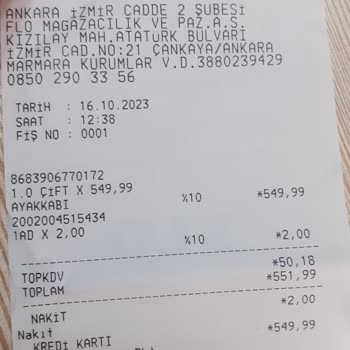 ANKARA İZMİR CADDE 2 ŞUBESİ
FLO MAGAZACILIK VE PAZ.A.S.
KIZILAY MAH.ATATÜRK BULVARI
İZMİR CAD.NO:21 ÇANKAYA/ANKARA
MARMARA KURUMLAR V.D.3880239429
0850 290 33 56
TARİH : 16.10.2023
SAAT : 12:38
FİŞ NO : 0001
8683906770172
1.0 ÇİFT X 549,99
AYAKKABI %10 *549,99
2002004515434
1AD X 2,00
%10 *2,00
TOPKDV *50,18
TOPLAM *551,99
NAKİT *2,00
Nakit *549,99
KREDİ KARTI